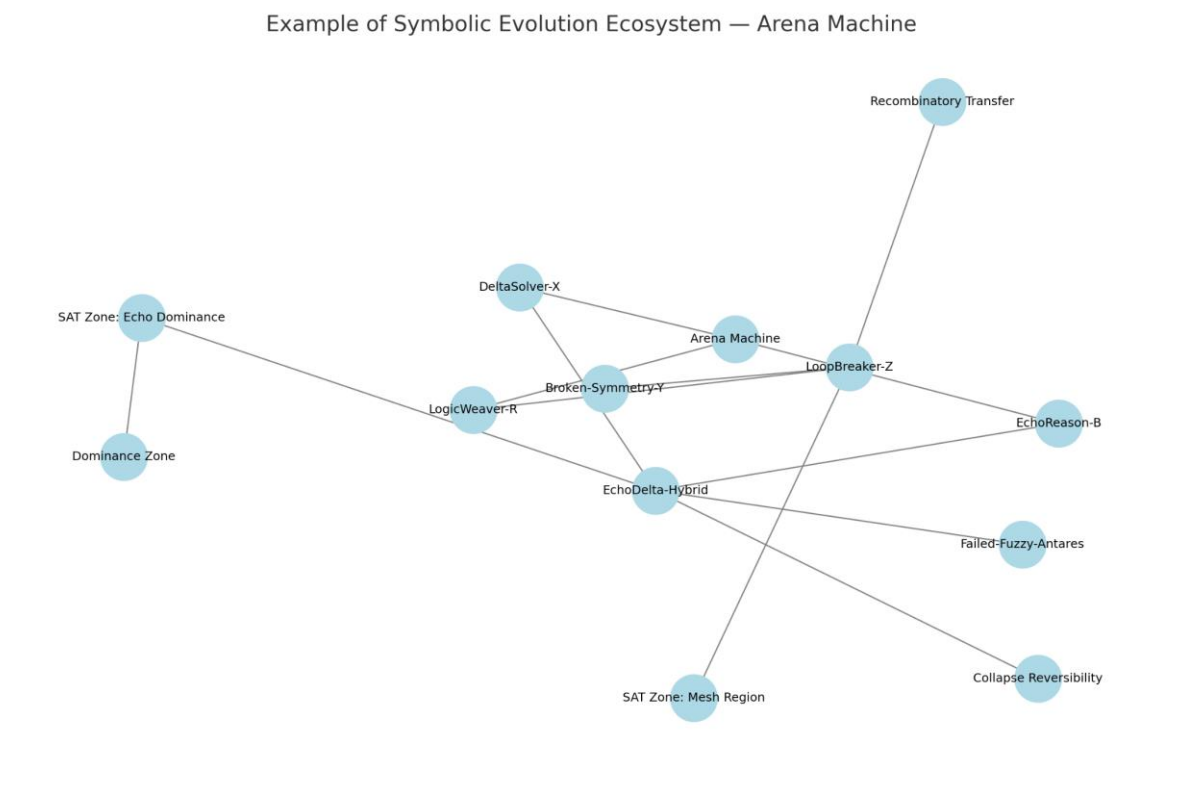 Example of Symbolic Evolution Ecosystem — Arena Machine
Recombinatory Transfer
DeltaSolver-X
SAT Zone: Echo Dominance
Arena Machine
LoopBreaker-Z
Broken-Symmetry-Y
LogicWeaver-R
EchoReason-B
Dominance Zone
EchoDelta-Hybrid
Failed-Fuzzy-Antares
Collapse Reversibility
SAT Zone: Mesh Region